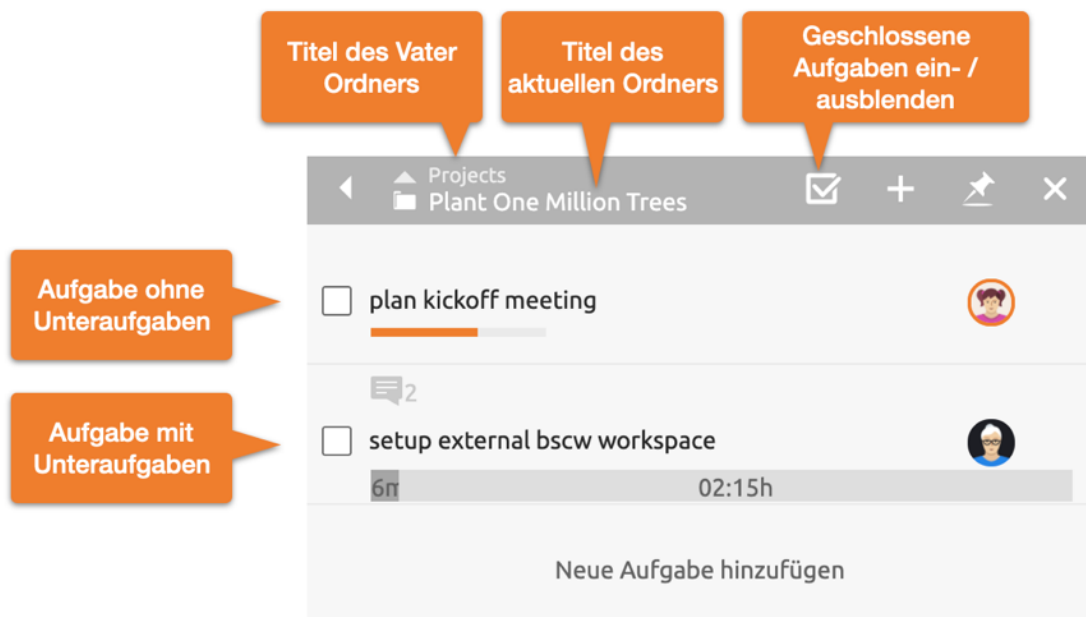 Titel des Vater
Ordners
Titel des
aktuellen Ordners
Geschlossene
Aufgaben ein- /
ausblenden
Projects
Plant One Million Trees
Aufgabe ohne
Unteraufgaben
plan kickoff meeting
2
Aufgabe mit
Unteraufgaben
setup external bscw workspace
6m 02:15h
Neue Aufgabe hinzufügen